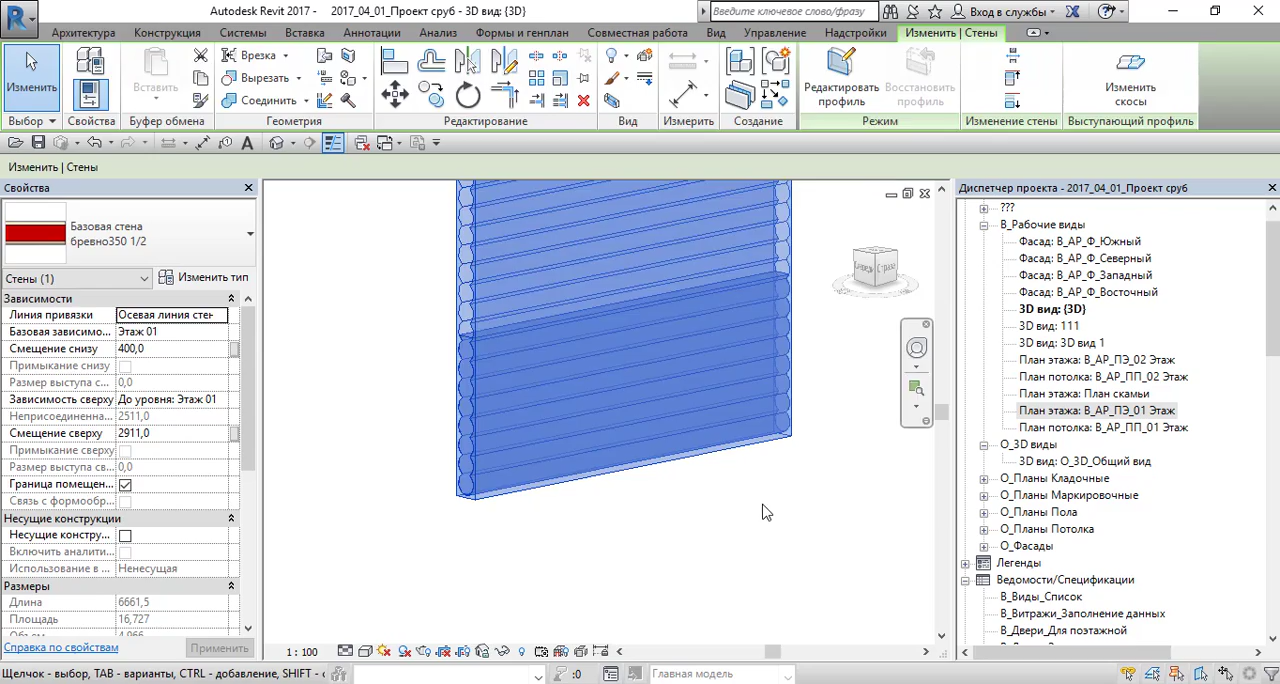 Autodesk Revit 2017 - 2017_04_01_Проект сруб - 3D вид: {3D}
Введите ключевое слово/фразу
Вход в службы
Архитектура Конструкция Системы Вставка Аннотации Анализ Формы и генплан Совместная работа Вид Управление Надстройки Изменить | Стены
Изменить
Вставить
Врезка
Вырезать
Соединить
Редактировать профиль
Восстановить профиль
Изменить скосы
Выбор Свойства Буфер обмена Геометрия Редактирование Вид Измерить Создание Режим Изменение стены Выступающий профиль
Изменить | Стены
Свойства
Базовая стена
бревно350 1/2
Стены (1) Изменить тип
Зависимости
Линия привязки Осевая линия стен
Базовая зависимо... Этаж 01
Смещение снизу 400,0
Примыкание снизу
Размер выступа с... 0,0
Зависимость сверху До уровня: Этаж 01
Неприсоединенна... 2511,0
Смещение сверху 2911,0
Примыкание сверху
Размер выступа св... 0,0
Граница помещен...
Связь с формообр...
Несущие конструкции
Несущие констру...
Включить аналити...
Использование в ... Ненесущая
Размеры
Длина 6661,5
Площадь 16,727
Объем 4,966
Справка по свойствам Применить
1 : 100
Диспетчер проекта - 2017_04_01_Проект сруб
???
В_Рабочие виды
Фасад: В_АР_Ф_Южный
Фасад: В_АР_Ф_Северный
Фасад: В_АР_Ф_Западный
Фасад: В_АР_Ф_Восточный
3D вид: {3D}
3D вид: 111
3D вид: 3D вид 1
План этажа: В_АР_ПЭ_02 Этаж
План потолка: В_АР_ПП_02 Этаж
План этажа: План скамьи
План этажа: В_АР_ПЭ_01 Этаж
План потолка: В_АР_ПП_01 Этаж
О_3D виды
3D вид: О_3D_Общий вид
О_Планы Кладочные
О_Планы Маркировочные
О_Планы Пола
О_Планы Потолка
О_Фасады
Легенды
Ведомости/Спецификации
В_Виды_Список
В_Витражи_Заполнение данных
В_Двери_Для поэтажной
Щелчок - выбор, TAB - варианты, CTRL - добавление, SHIFT - с
:0
Главная модель